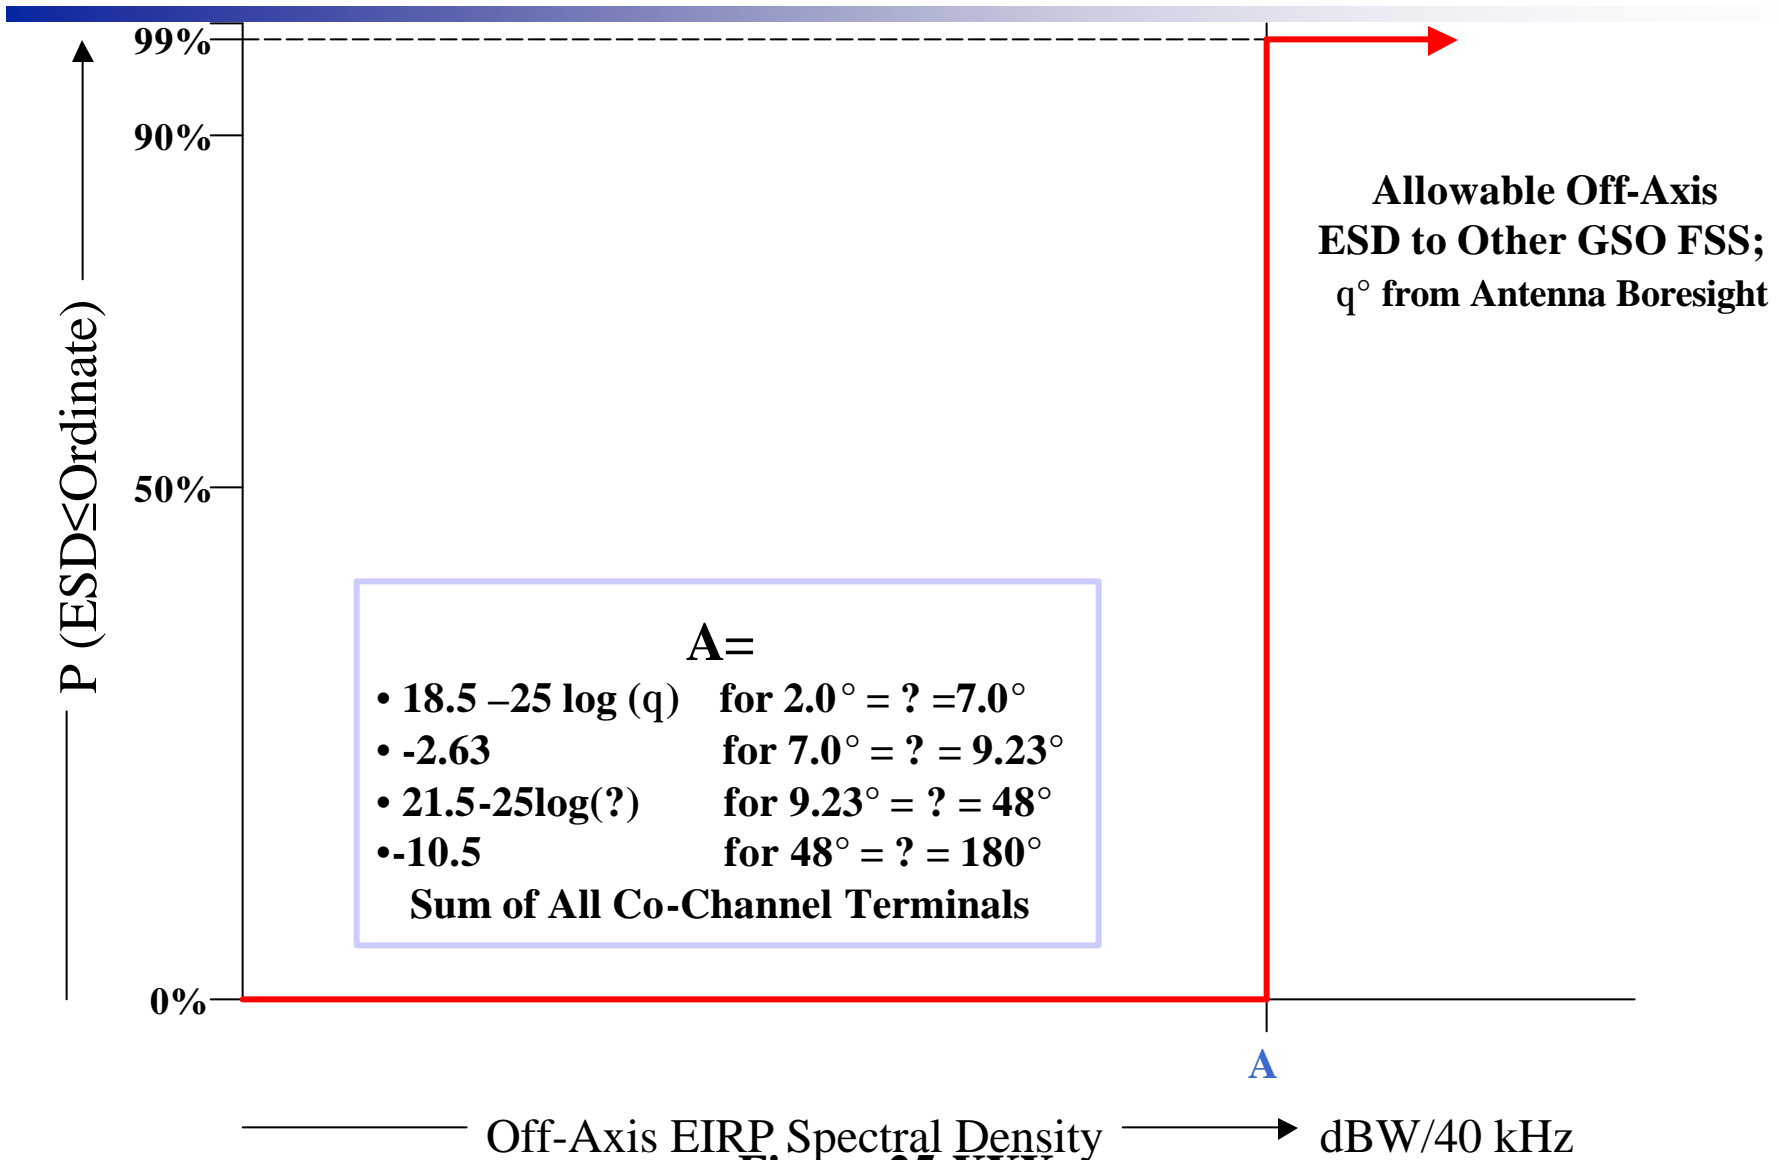 99%
90%
50%
0%
P (ESD≤Ordinate)
Allowable Off-Axis
ESD to Other GSO FSS;
q° from Antenna Boresight
A=
• 18.5 –25 log (q) for 2.0° = ? =7.0°
• -2.63 for 7.0° = ? = 9.23°
• 21.5-25log(?) for 9.23° = ? = 48°
•-10.5 for 48° = ? = 180°
Sum of All Co-Channel Terminals
A
Off-Axis EIRP Spectral Density dBW/40 kHz